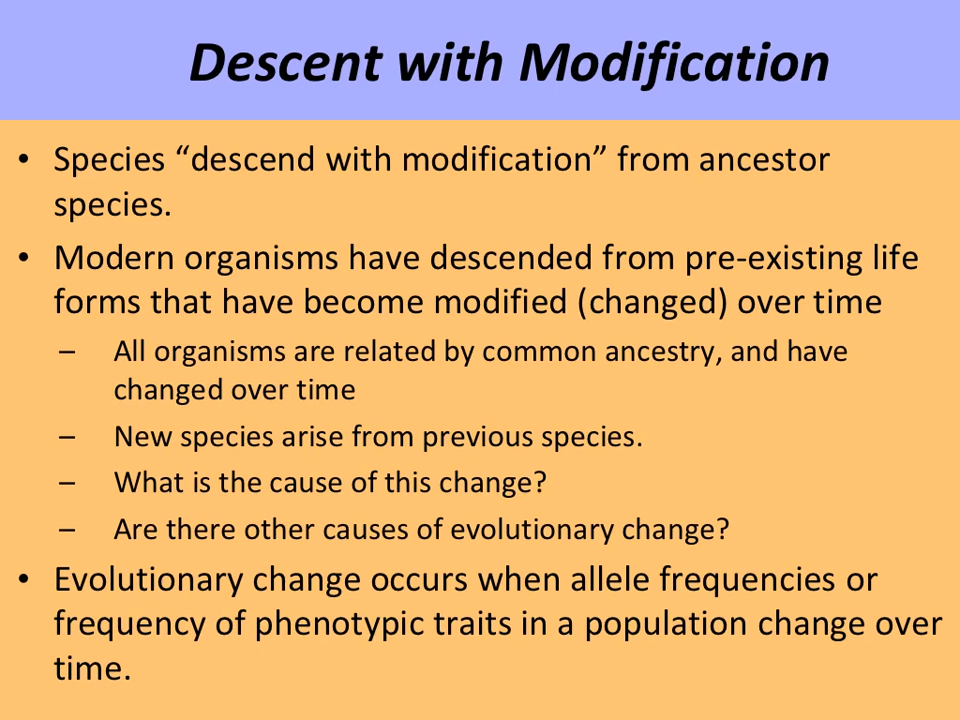 Descent with Modification
• Species “descend with modification” from ancestor
species.
• Modern organisms have descended from pre-existing life
forms that have become modified (changed) over time
– All organisms are related by common ancestry, and have
changed over time
– New species arise from previous species.
– What is the cause of this change?
– Are there other causes of evolutionary change?
• Evolutionary change occurs when allele frequencies or
frequency of phenotypic traits in a population change over
time.